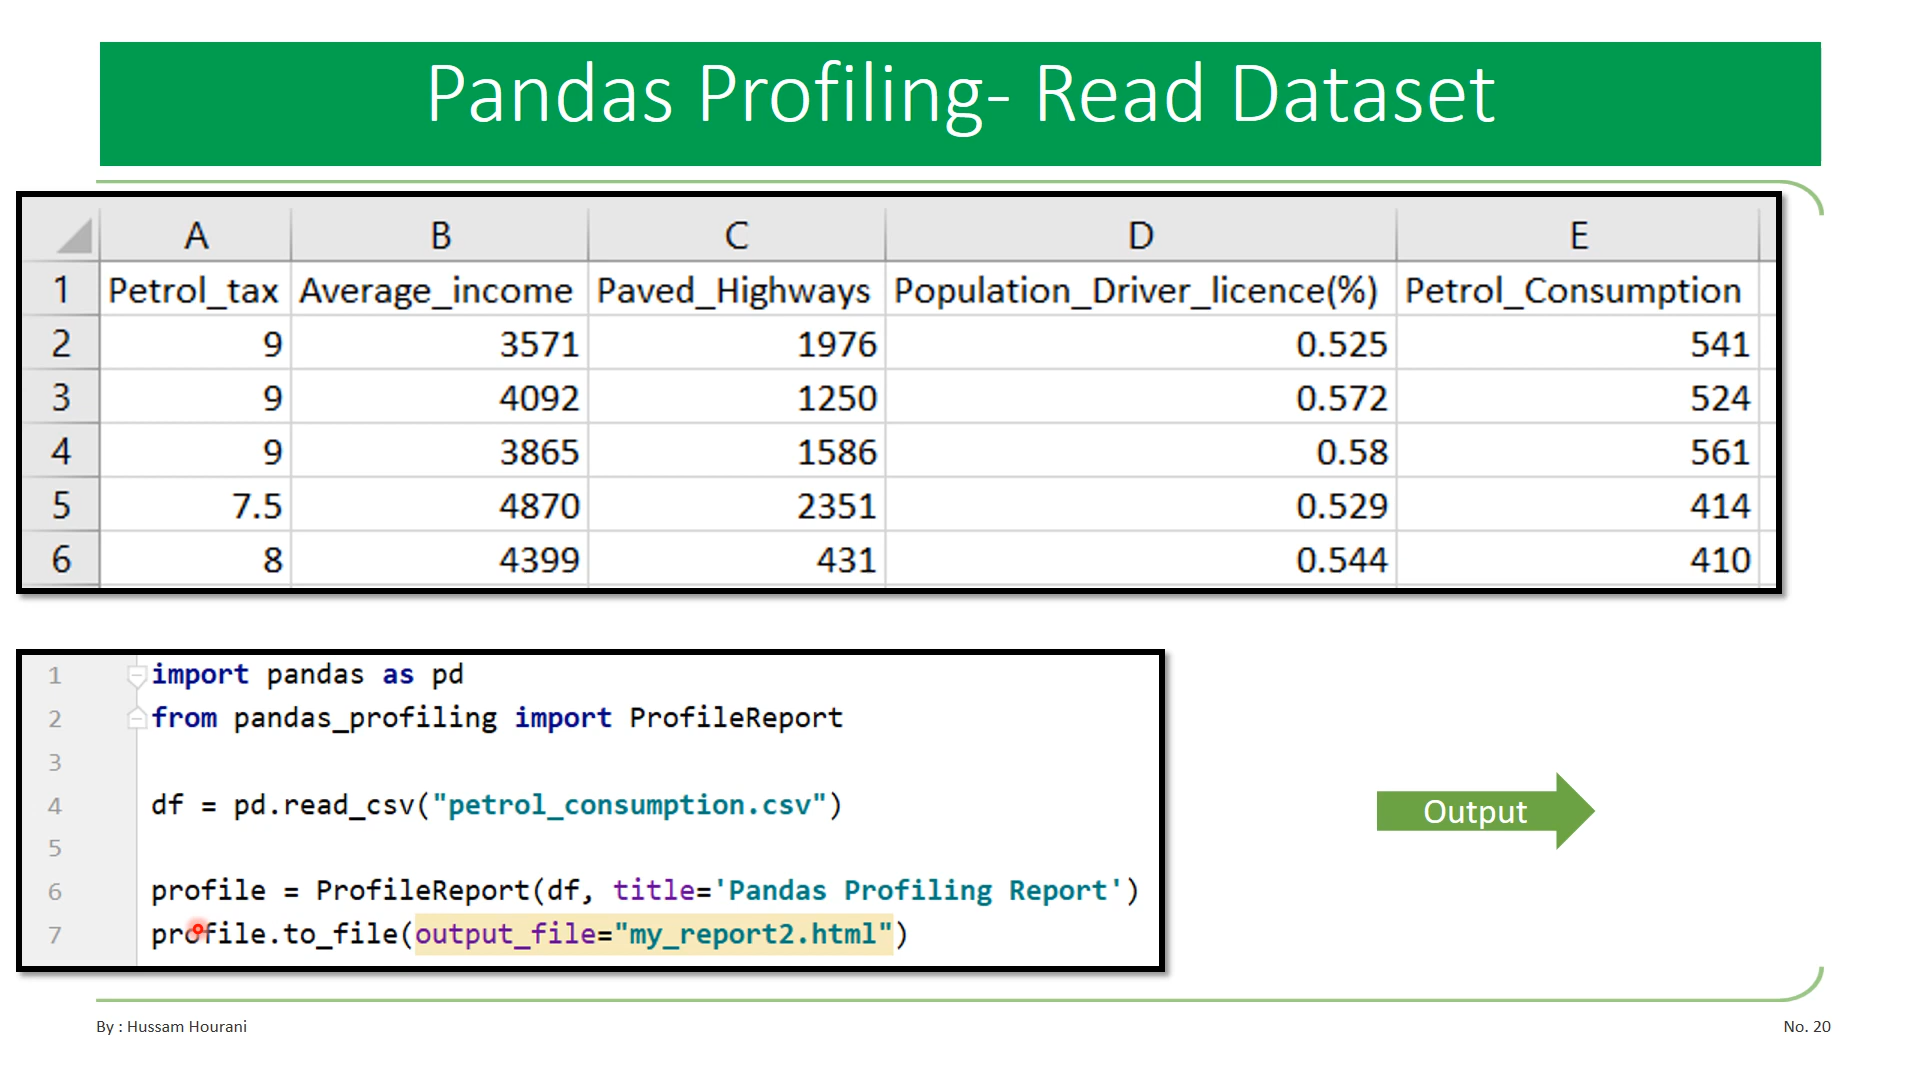 Pandas Profiling- Read Dataset
A B C D E
1 Petrol_tax Average_income Paved_Highways Population_Driver_licence(%) Petrol_Consumption
2 9 3571 1976 0.525 541
3 9 4092 1250 0.572 524
4 9 3865 1586 0.58 561
5 7.5 4870 2351 0.529 414
6 8 4399 431 0.544 410
1 import pandas as pd
2 from pandas_profiling import ProfileReport
3
4 df = pd.read_csv("petrol_consumption.csv")
5
6 profile = ProfileReport(df, title='Pandas Profiling Report')
7 profile.to_file(output_file="my_report2.html")
Output
By : Hussam Hourani
No. 20